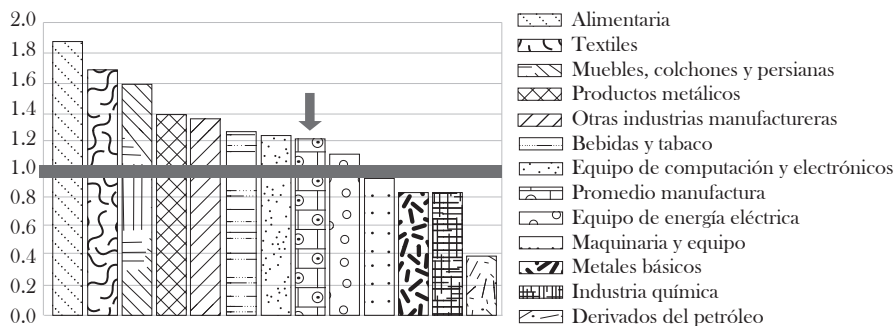 2.0
1.8
1.6
1.4
1.2
1.0
0.8
0.6
0.4
0.2
0.0
Alimentaria
Textiles
Muebles, colchones y persianas
Productos metálicos
Otras industrias manufactureras
Bebidas y tabaco
Equipo de computación y electrónicos
Promedio manufactura
Equipo de energía eléctrica
Maquinaria y equipo
Metales básicos
Industria química
Derivados del petróleo